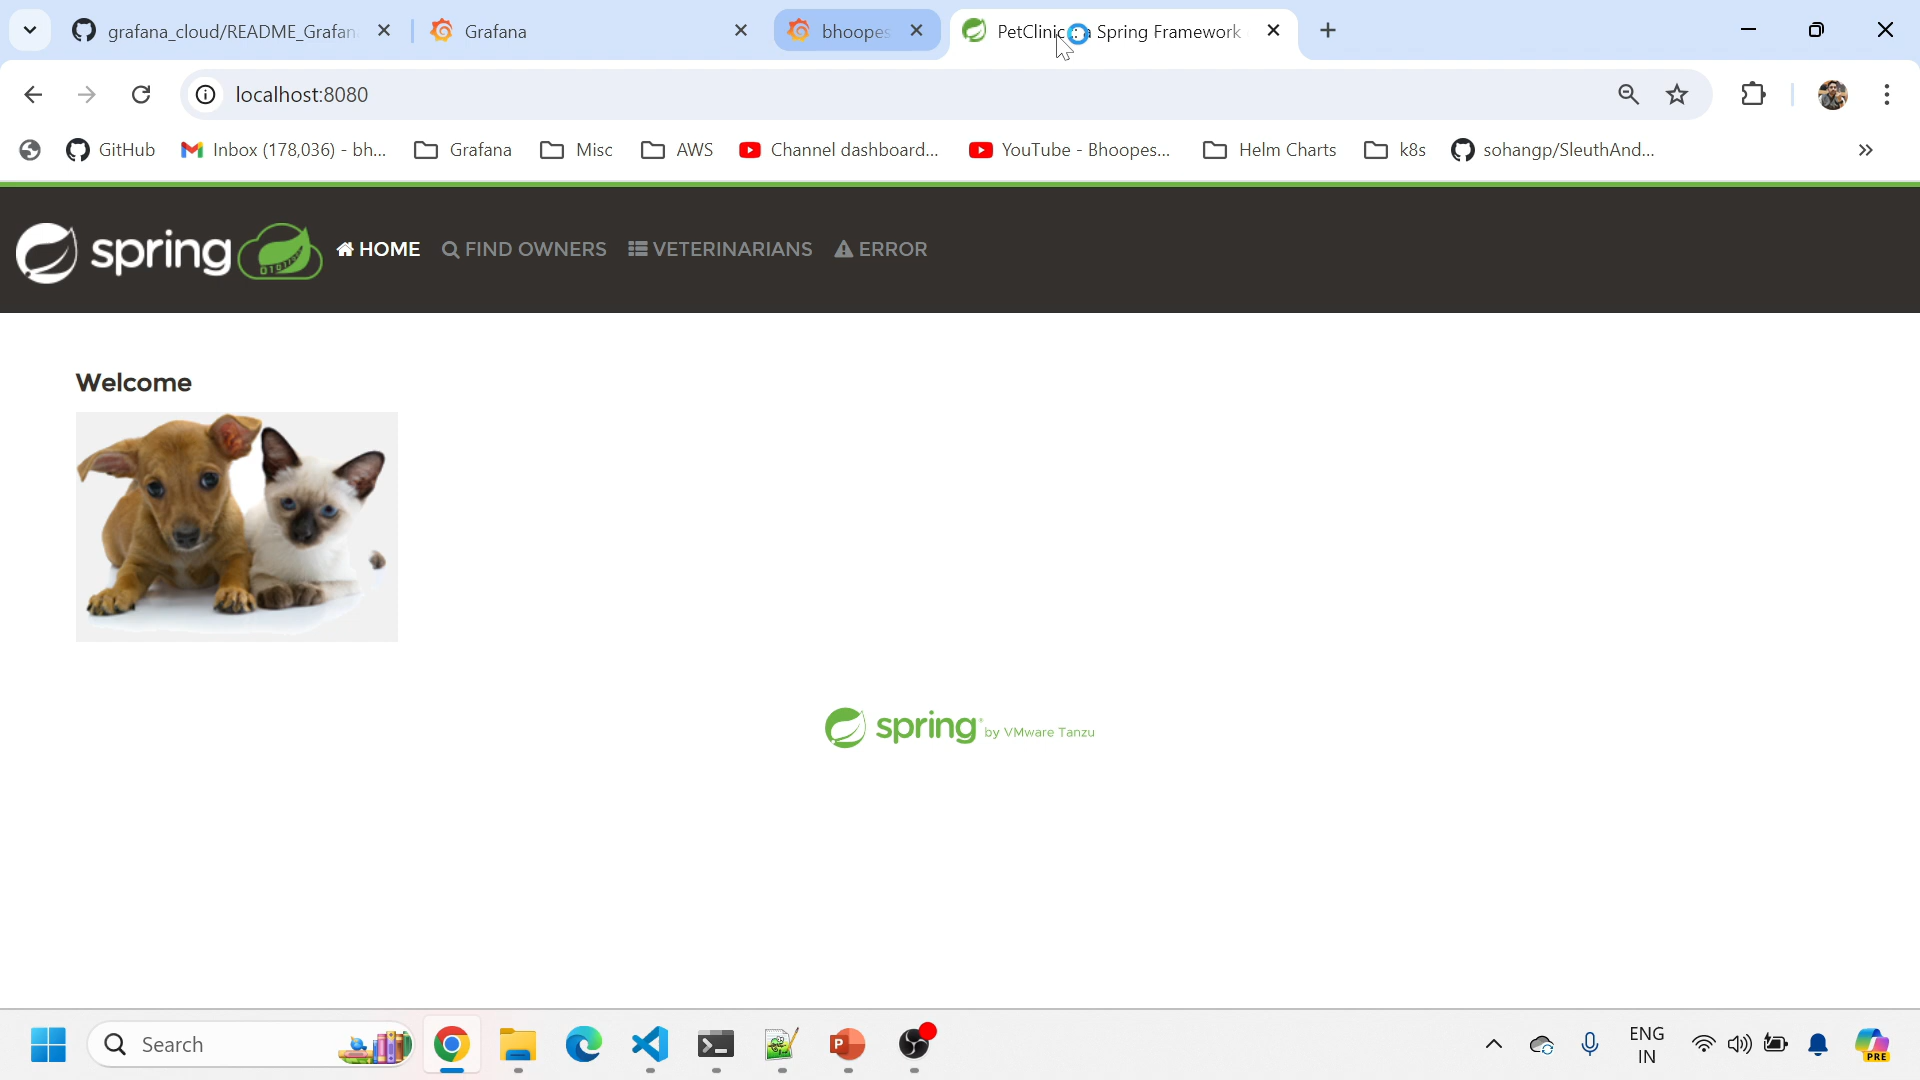 grafana_cloud/README_Grafan
Grafana
bhoopes
PetClinic :: a Spring Framework
localhost:8080
GitHub
Inbox (178,036) - bh...
Grafana
Misc
AWS
Channel dashboard...
YouTube - Bhoopes...
Helm Charts
k8s
sohangp/SleuthAnd...
spring
HOME
FIND OWNERS
VETERINARIANS
ERROR
Welcome
spring by VMware Tanzu
Search
ENG
IN
PRE